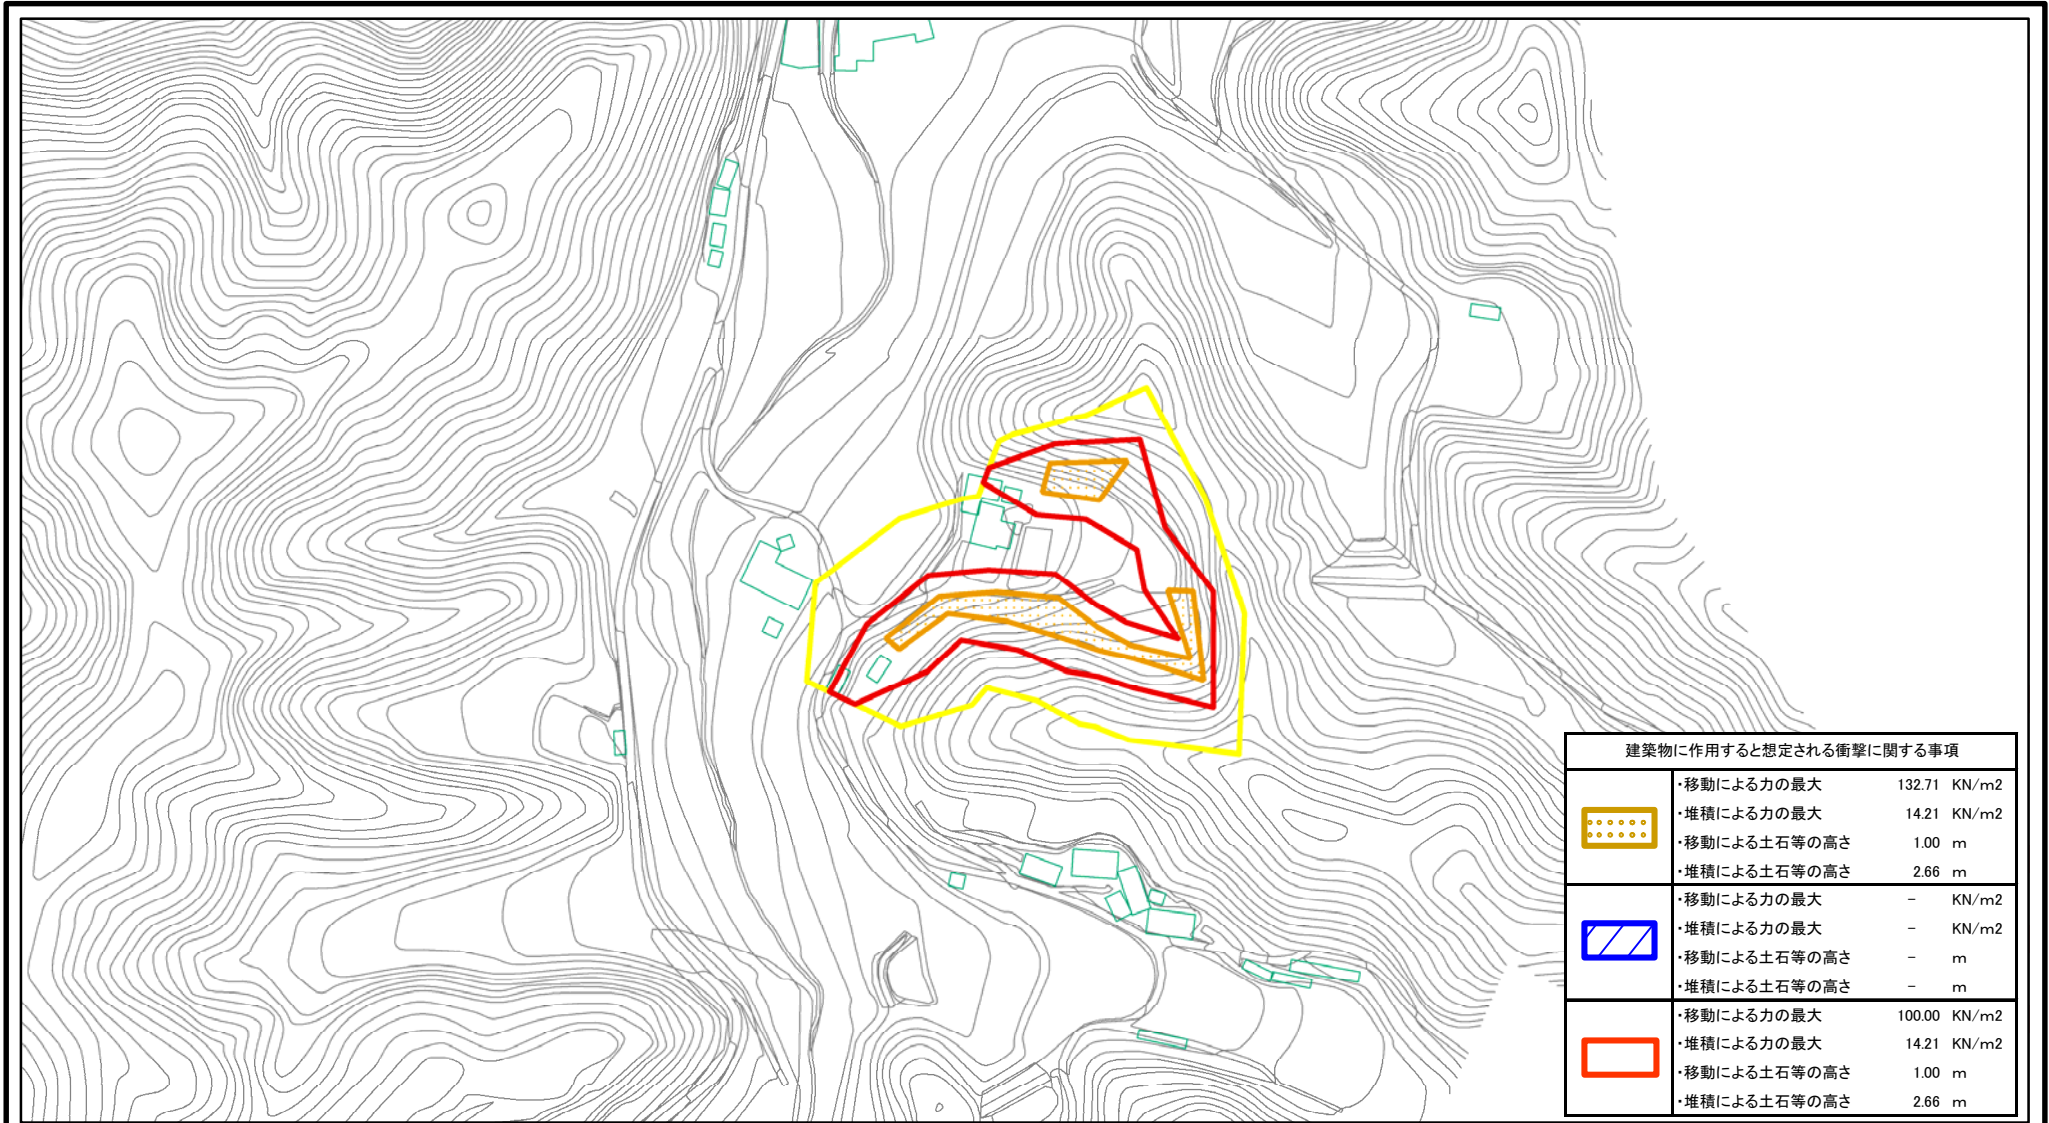 建築物に作用すると想定される衝撃に関する事項
・移動による力の最大 132.71 KN/m2
・堆積による力の最大 14.21 KN/m2
・移動による土石等の高さ 1.00 m
・堆積による土石等の高さ 2.66 m
・移動による力の最大 − KN/m2
・堆積による力の最大 − KN/m2
・移動による土石等の高さ − m
・堆積による土石等の高さ − m
・移動による力の最大 100.00 KN/m2
・堆積による力の最大 14.21 KN/m2
・移動による土石等の高さ 1.00 m
・堆積による土石等の高さ 2.66 m